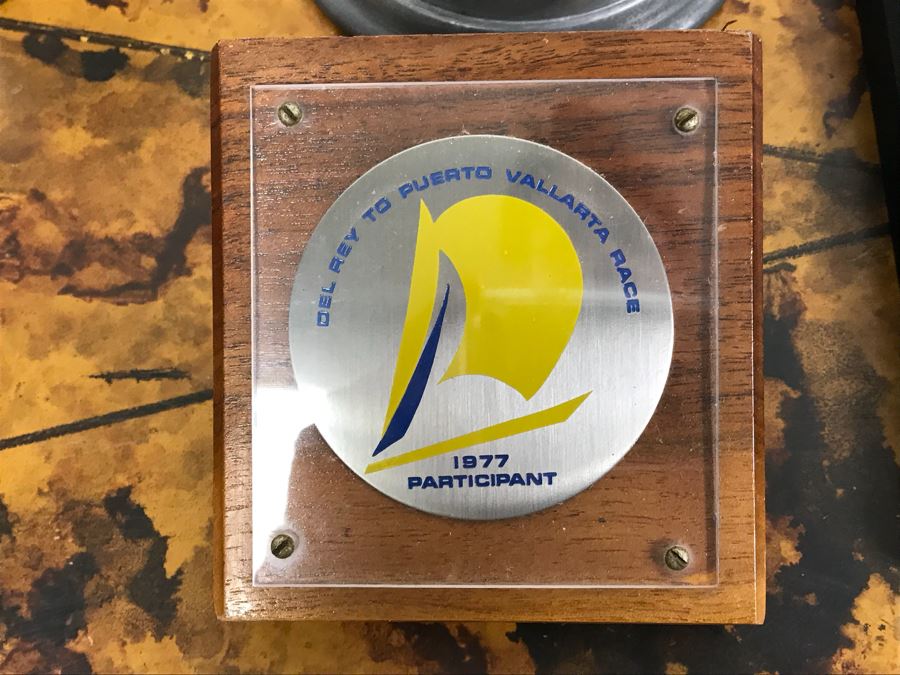 DEL REY TO PUERTO VALLARTA RACE
1977
PARTICIPANT